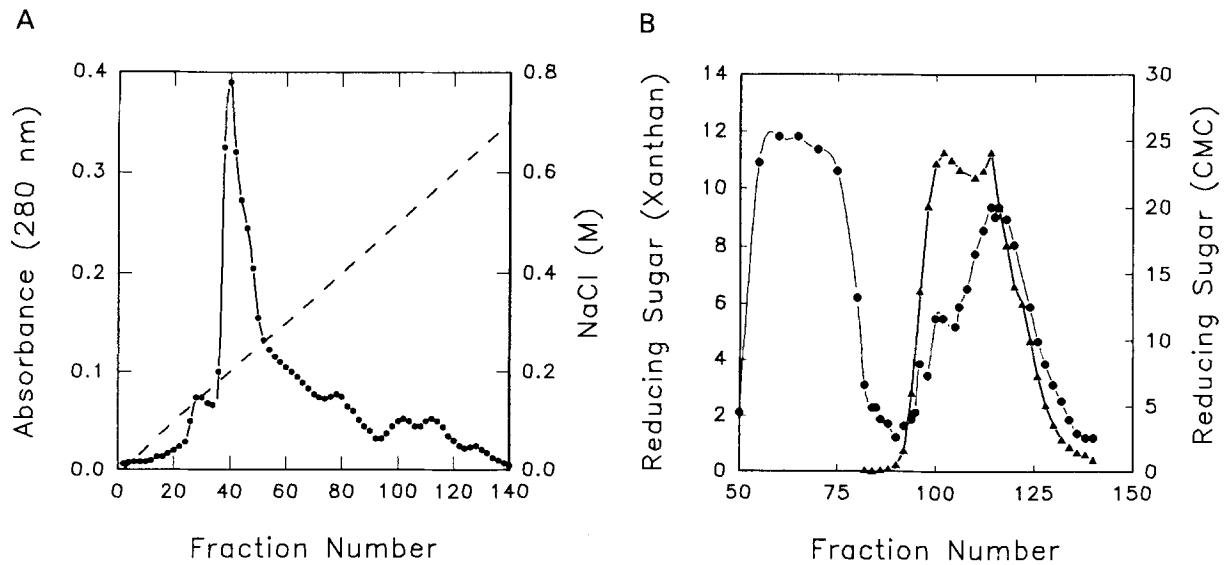 A
Absorbance (280 nm)
0.4
0.3
0.2
0.1
0.0
0.8
0.6
0.4
0.2
0.0
NaCl (M)
0 20 40 60 80 100 120 140
Fraction Number
B
Reducing Sugar (Xanthan)
14
12
10
8
6
4
2
0
30
25
20
15
10
5
0
Reducing Sugar (CMC)
50 75 100 125 150
Fraction Number